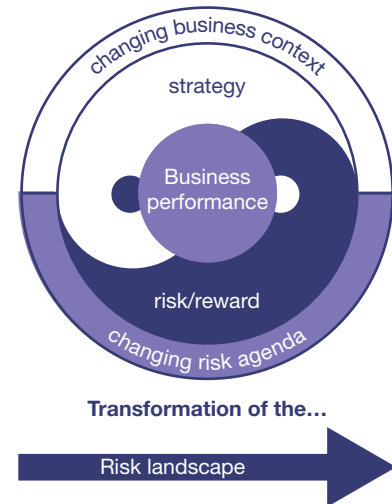 changing business context
strategy
Business
performance
risk/reward
changing risk agenda
Transformation of the...
Risk landscape